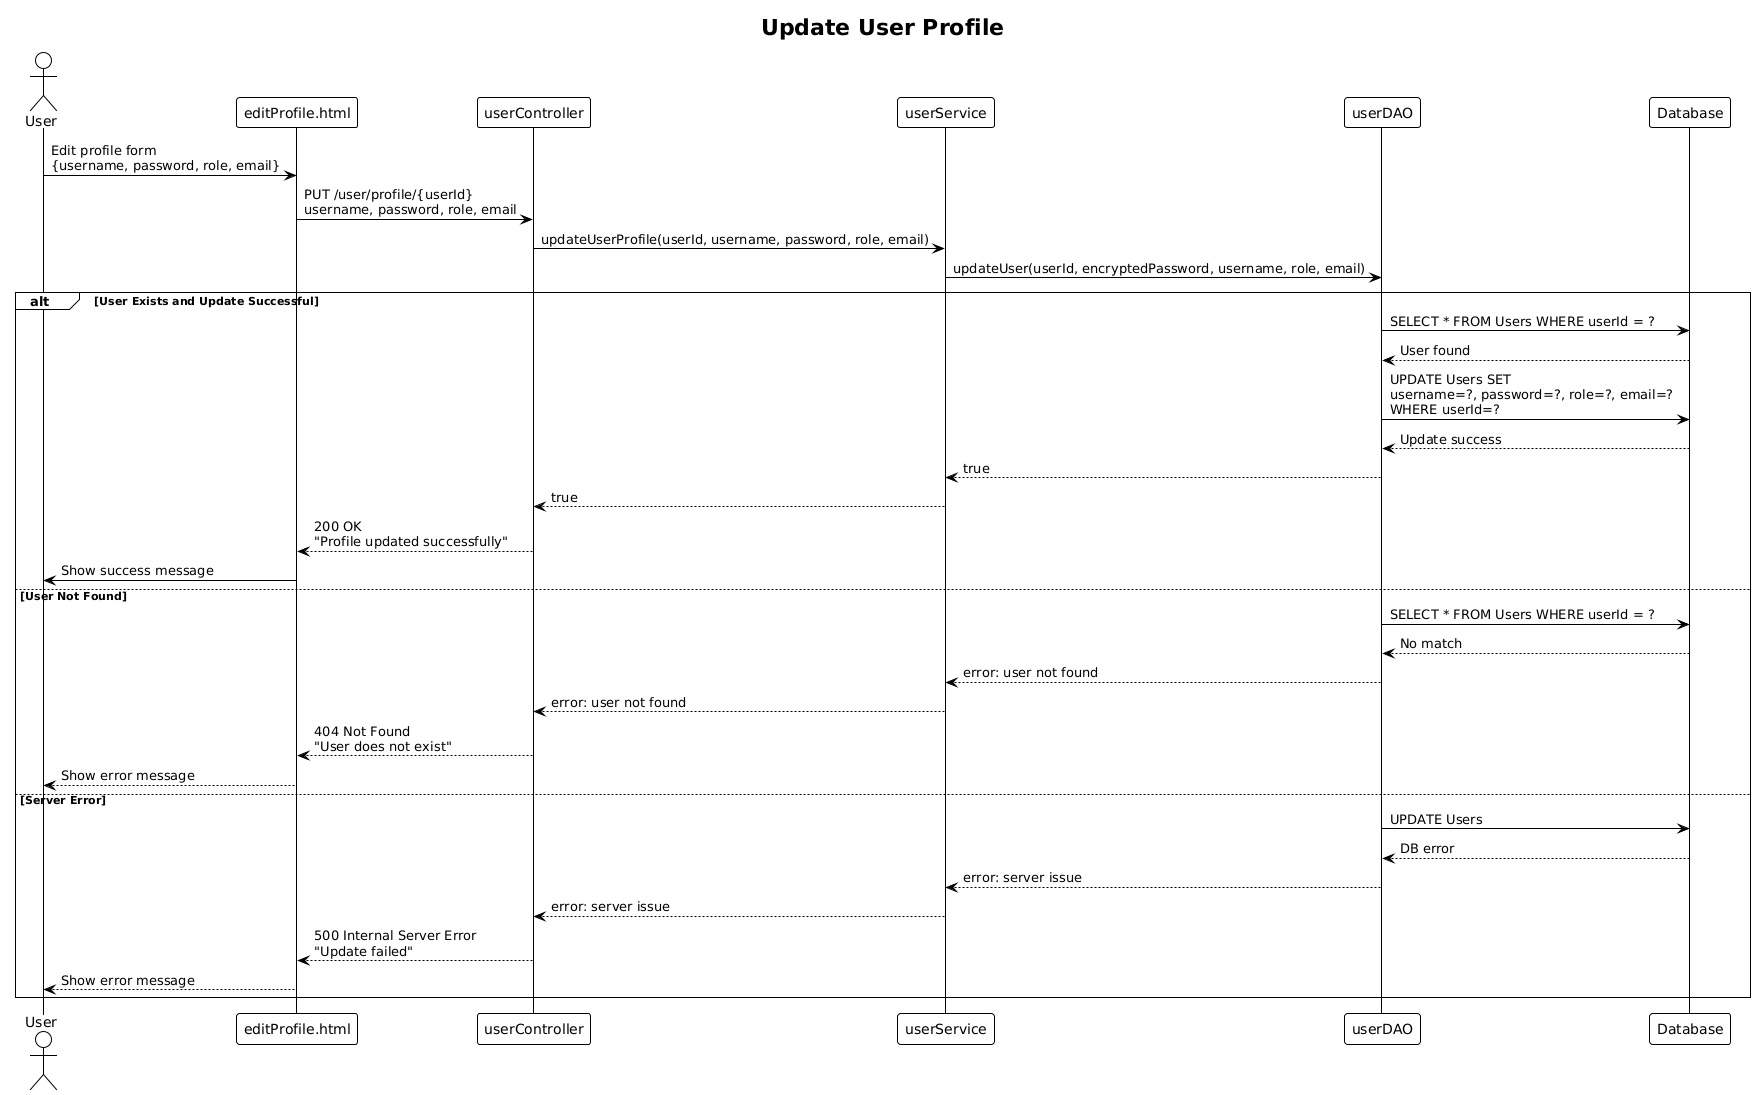 Update User Profile
User
editProfile.html
userController
userService
userDAO
Database
Edit profile form
{username, password, role, email}
PUT /user/profile/{userId}
username, password, role, email
updateUserProfile(userId, username, password, role, email)
updateUser(userId, encryptedPassword, username, role, email)
alt
[User Exists and Update Successful]
SELECT * FROM Users WHERE userId = ?
User found
UPDATE Users SET
username=?, password=?, role=?, email=?
WHERE userId=?
Update success
true
true
200 OK
"Profile updated successfully"
Show success message
[User Not Found]
SELECT * FROM Users WHERE userId = ?
No match
error: user not found
error: user not found
404 Not Found
"User does not exist"
Show error message
[Server Error]
UPDATE Users
DB error
error: server issue
error: server issue
500 Internal Server Error
"Update failed"
Show error message
User
editProfile.html
userController
userService
userDAO
Database